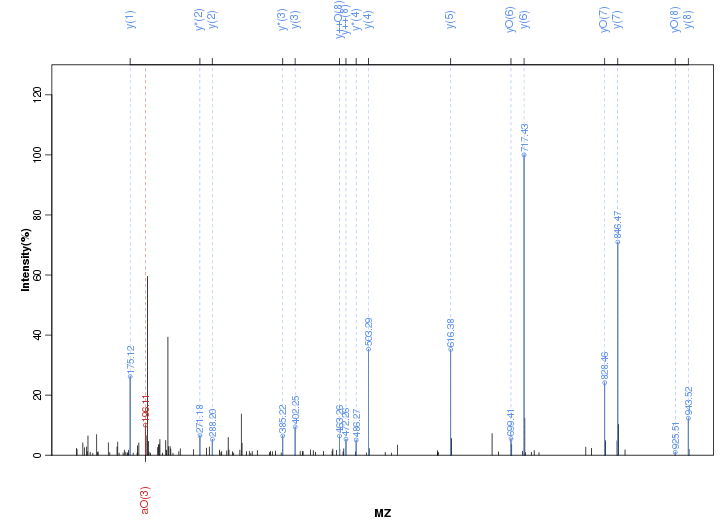 y(1)
y*(2)
y(2)
y*(3)
y(3)
y++O(8)
y++(8)
y*(4)
y(4)
y(5)
yO(6)
y(6)
yO(7)
y(7)
yO(8)
y(8)
120
100
80
60
40
20
0
Intensity(%)
175.12
196.11
271.18
288.20
385.22
402.25
463.26
472.26
486.27
503.29
616.38
699.41
717.43
828.46
846.47
925.51
943.52
aO(3)
MZ